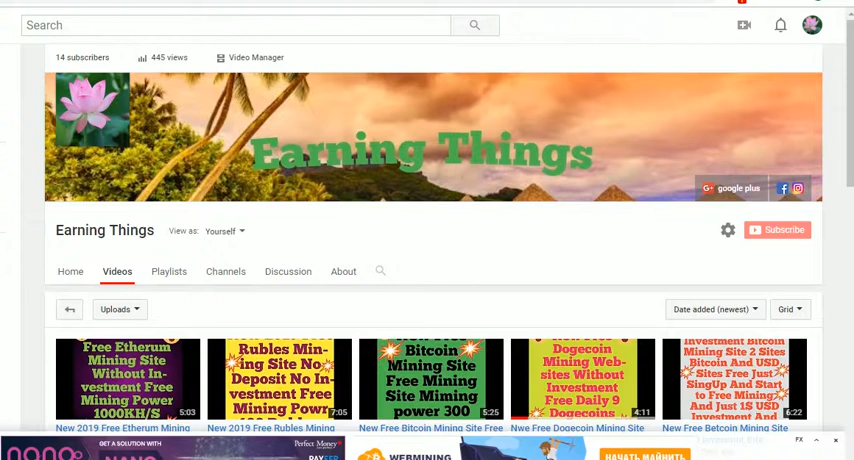 Search
14 subscribers
445 views
Video Manager
Earning Things
google plus
Earning Things
View as: Yourself
Subscribe
Home Videos Playlists Channels Discussion About
Uploads
Date added (newest)
Grid
Free Etherum
Mining Site
Without In-
vestment Free
Mining Power
1000KH/S
5:03
Rubles Min-
ing Site No
Deposit No In-
vestment Free
Mining Powr
7:05
Bitcoin
Mining Site
Free Mining
Site Miming
power 300
5:25
Dogecoin
Mining Web-
sites Without
Investment
Free Daily 9
Dogecoins
4:11
Investment Bitcoin
Mining Site 2 Sites
Bitcoin And USD
Sites Free Just
SingUp And Start
to Free Mining
And Just 1$ USD
Investment And
6:22
New 2019 Free Etherum Mining
New 2019 Free Rubles Mining
New Free Bitcoin Mining Site Free
Nwe Free Dogecoin Mining Site
New Free Betcoin Mining Site
nono
GET A SOLUTION WITH
NANO
Perfect Money
PAYEER
WEBMINING
НАЧАТЬ МАЙНИТЬ
FX